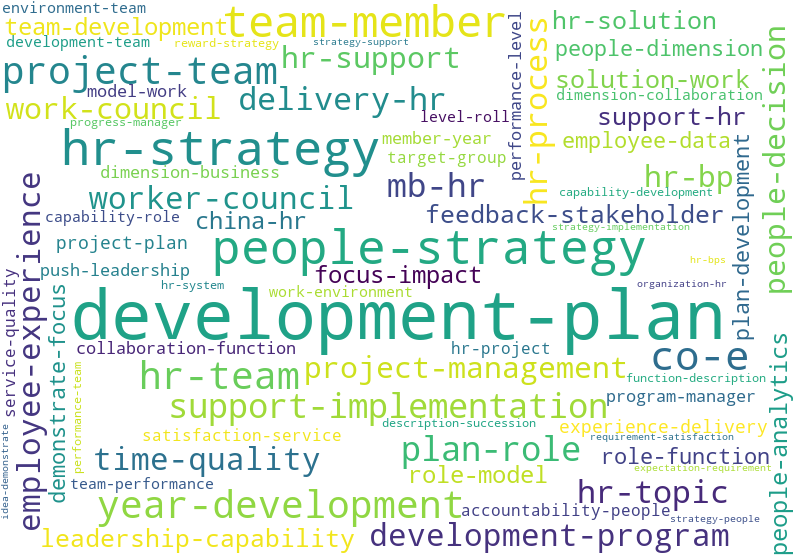 environment-team
team-development
team-member
hr-solution
development-team
reward-strategy
strategy-support
people-dimension
project-team
hr-support
performance-level
hr-process
people-decision
model-work
solution-work
work-council
delivery-hr
dimension-collaboration
level-roll
support-hr
progress-manager
hr-strategy
member-year
employee-data
target-group
dimension-business
hr-bp
mb-hr
capability-development
worker-council
plan-development
capability-role
china-hr
feedback-stakeholder
strategy-implementation
project-plan
people-strategy
hr-bps
push-leadership
focus-impact
hr-system
work-environment
organization-hr
employee-experience
service-quality
demonstrate-focus
development-plan
collaboration-function
hr-project
co-e
people-analytics
hr-team
project-management
function-description
performance-team
program-manager
support-implementation
description-succession
experience-delivery
satisfaction-service
requirement-satisfaction
idea-demonstrate
time-quality
plan-role
role-function
role-model
expectation-requirement
team-performance
hr-topic
year-development
accountability-people
strategy-people
leadership-capability
development-program